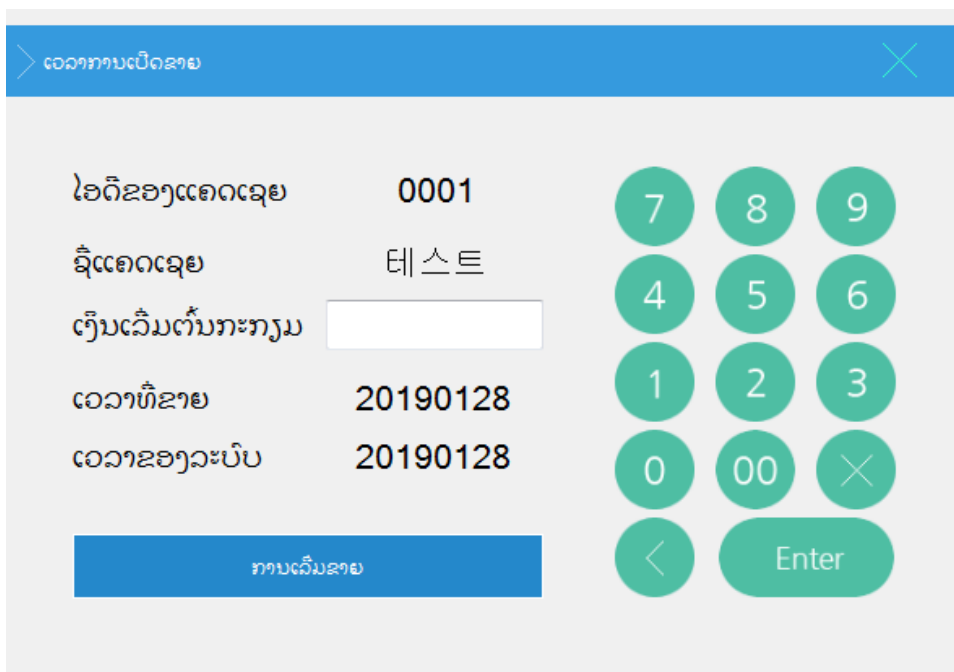 ເວລາການເປີດຂາຍ
ໄອດີຂອງແຄດເຊຍ 0001
ຊື່ແຄດເຊຍ 테스트
ເງິນເລີ່ມຕົ້ນກະກຽມ
ເວລາທີ່ຂາຍ 20190128
ເວລາຂອງລະບົບ 20190128
ການເລີ່ມຂາຍ
7 8 9
4 5 6
1 2 3
0 00
Enter